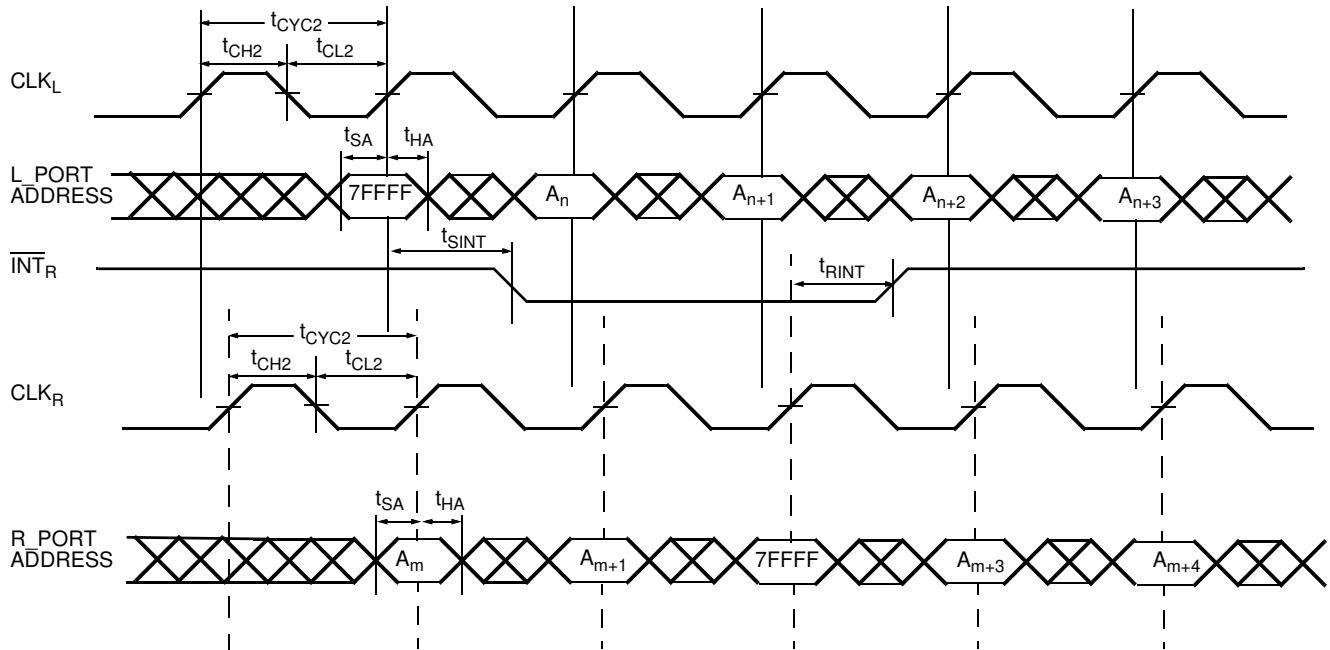 tCYC2
tCH2 tCL2
CLKL
tSA tHA
L_PORT
ADDRESS
7FFFF An An+1 An+2 An+3
tSINT
INTR
tRINT
tCYC2
tCH2 tCL2
CLKR
tSA tHA
R_PORT
ADDRESS
Am Am+1 7FFFF Am+3 Am+4